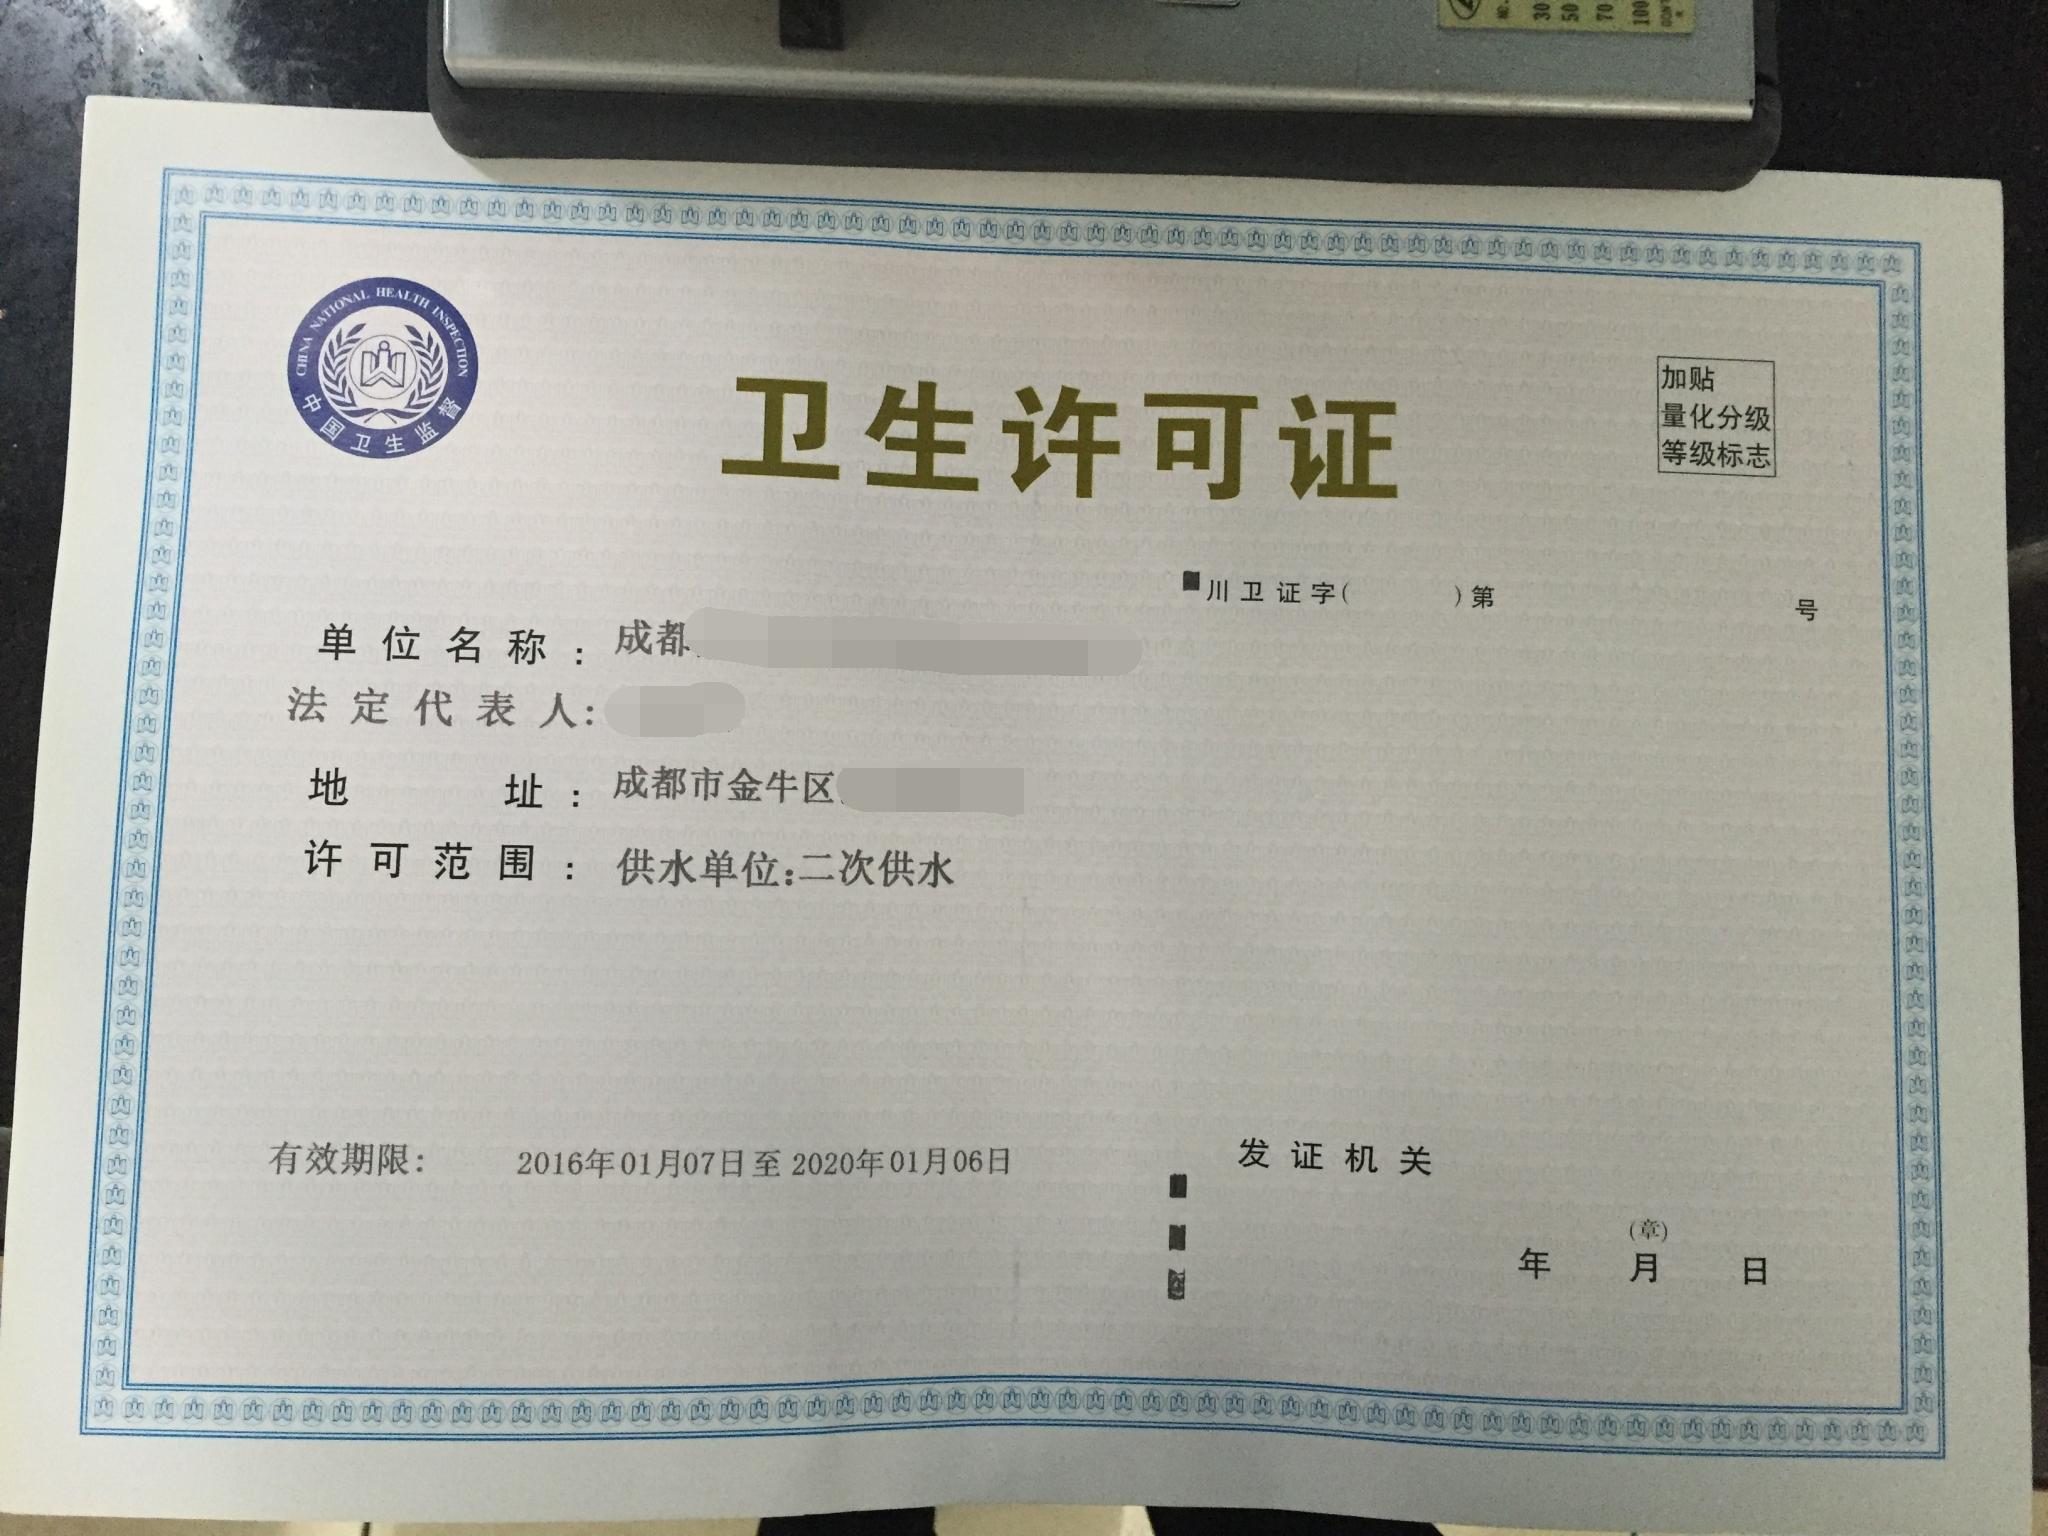 NO. 30 50 70 100
CHINA NATIONAL HEALTH INSPECTION
中国卫生监督
卫生许可证
加贴
量化分级
等级标志
川卫证字( )第 号
单位名称：成都
法定代表人:
地 址：成都市金牛区
许可范围：供水单位:二次供水
有效期限: 2016年01月07日至2020年01月06日
发证机关
(章)
年 月 日